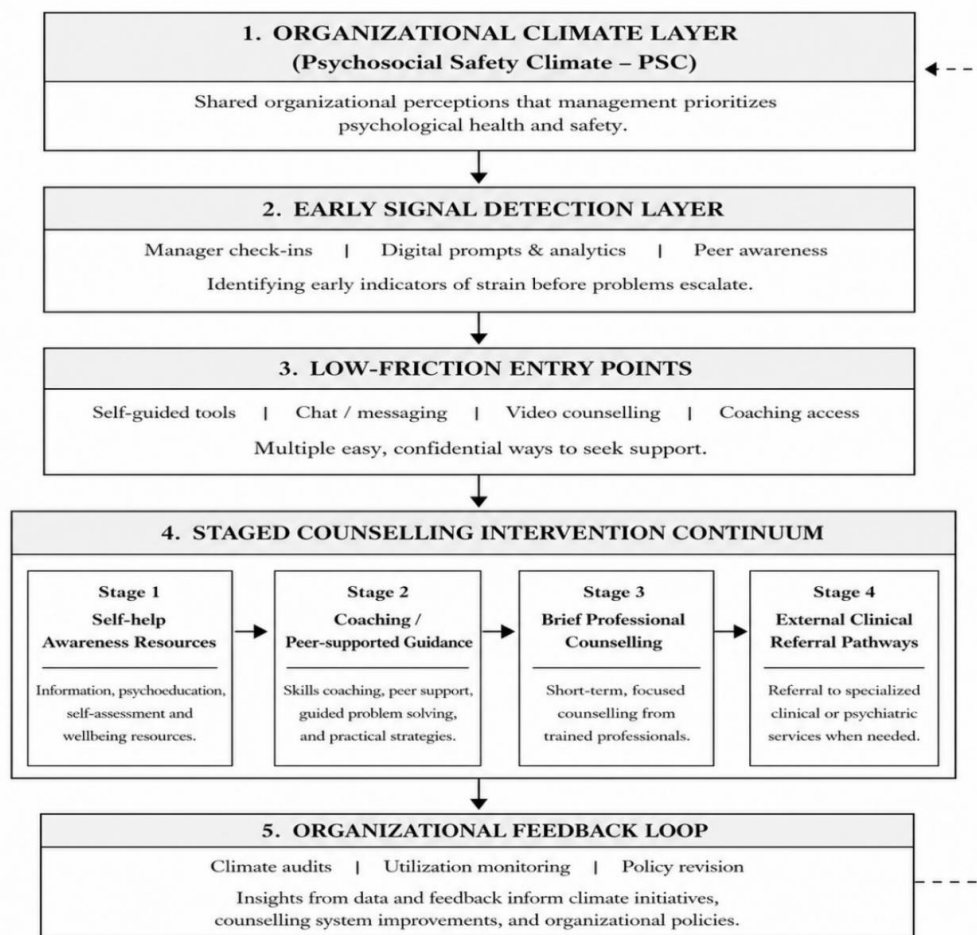 1. ORGANIZATIONAL CLIMATE LAYER
(Psychosocial Safety Climate – PSC)
Shared organizational perceptions that management prioritizes
psychological health and safety.
2. EARLY SIGNAL DETECTION LAYER
Manager check-ins | Digital prompts & analytics | Peer awareness
Identifying early indicators of strain before problems escalate.
3. LOW-FRICTION ENTRY POINTS
Self-guided tools | Chat / messaging | Video counselling | Coaching access
Multiple easy, confidential ways to seek support.
4. STAGED COUNSELLING INTERVENTION CONTINUUM
Stage 1
Self-help
Awareness Resources
Information, psychoeducation,
self-assessment and
wellbeing resources.
Stage 2
Coaching /
Peer-supported Guidance
Skills coaching, peer support,
guided problem solving,
and practical strategies.
Stage 3
Brief Professional
Counselling
Short-term, focused
counselling from
trained professionals.
Stage 4
External Clinical
Referral Pathways
Referral to specialized
clinical or psychiatric
services when needed.
5. ORGANIZATIONAL FEEDBACK LOOP
Climate audits | Utilization monitoring | Policy revision
Insights from data and feedback inform climate initiatives,
counselling system improvements, and organizational policies.